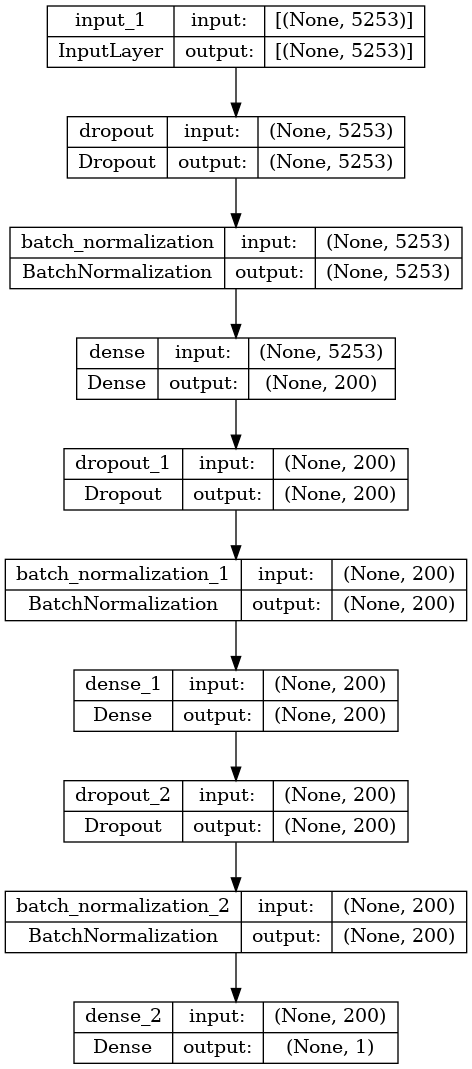 input_1 input: [(None, 5253)]
InputLayer output: [(None, 5253)]
dropout input: (None, 5253)
Dropout output: (None, 5253)
batch_normalization input: (None, 5253)
BatchNormalization output: (None, 5253)
dense input: (None, 5253)
Dense output: (None, 200)
dropout_1 input: (None, 200)
Dropout output: (None, 200)
batch_normalization_1 input: (None, 200)
BatchNormalization output: (None, 200)
dense_1 input: (None, 200)
Dense output: (None, 200)
dropout_2 input: (None, 200)
Dropout output: (None, 200)
batch_normalization_2 input: (None, 200)
BatchNormalization output: (None, 200)
dense_2 input: (None, 200)
Dense output: (None, 1)